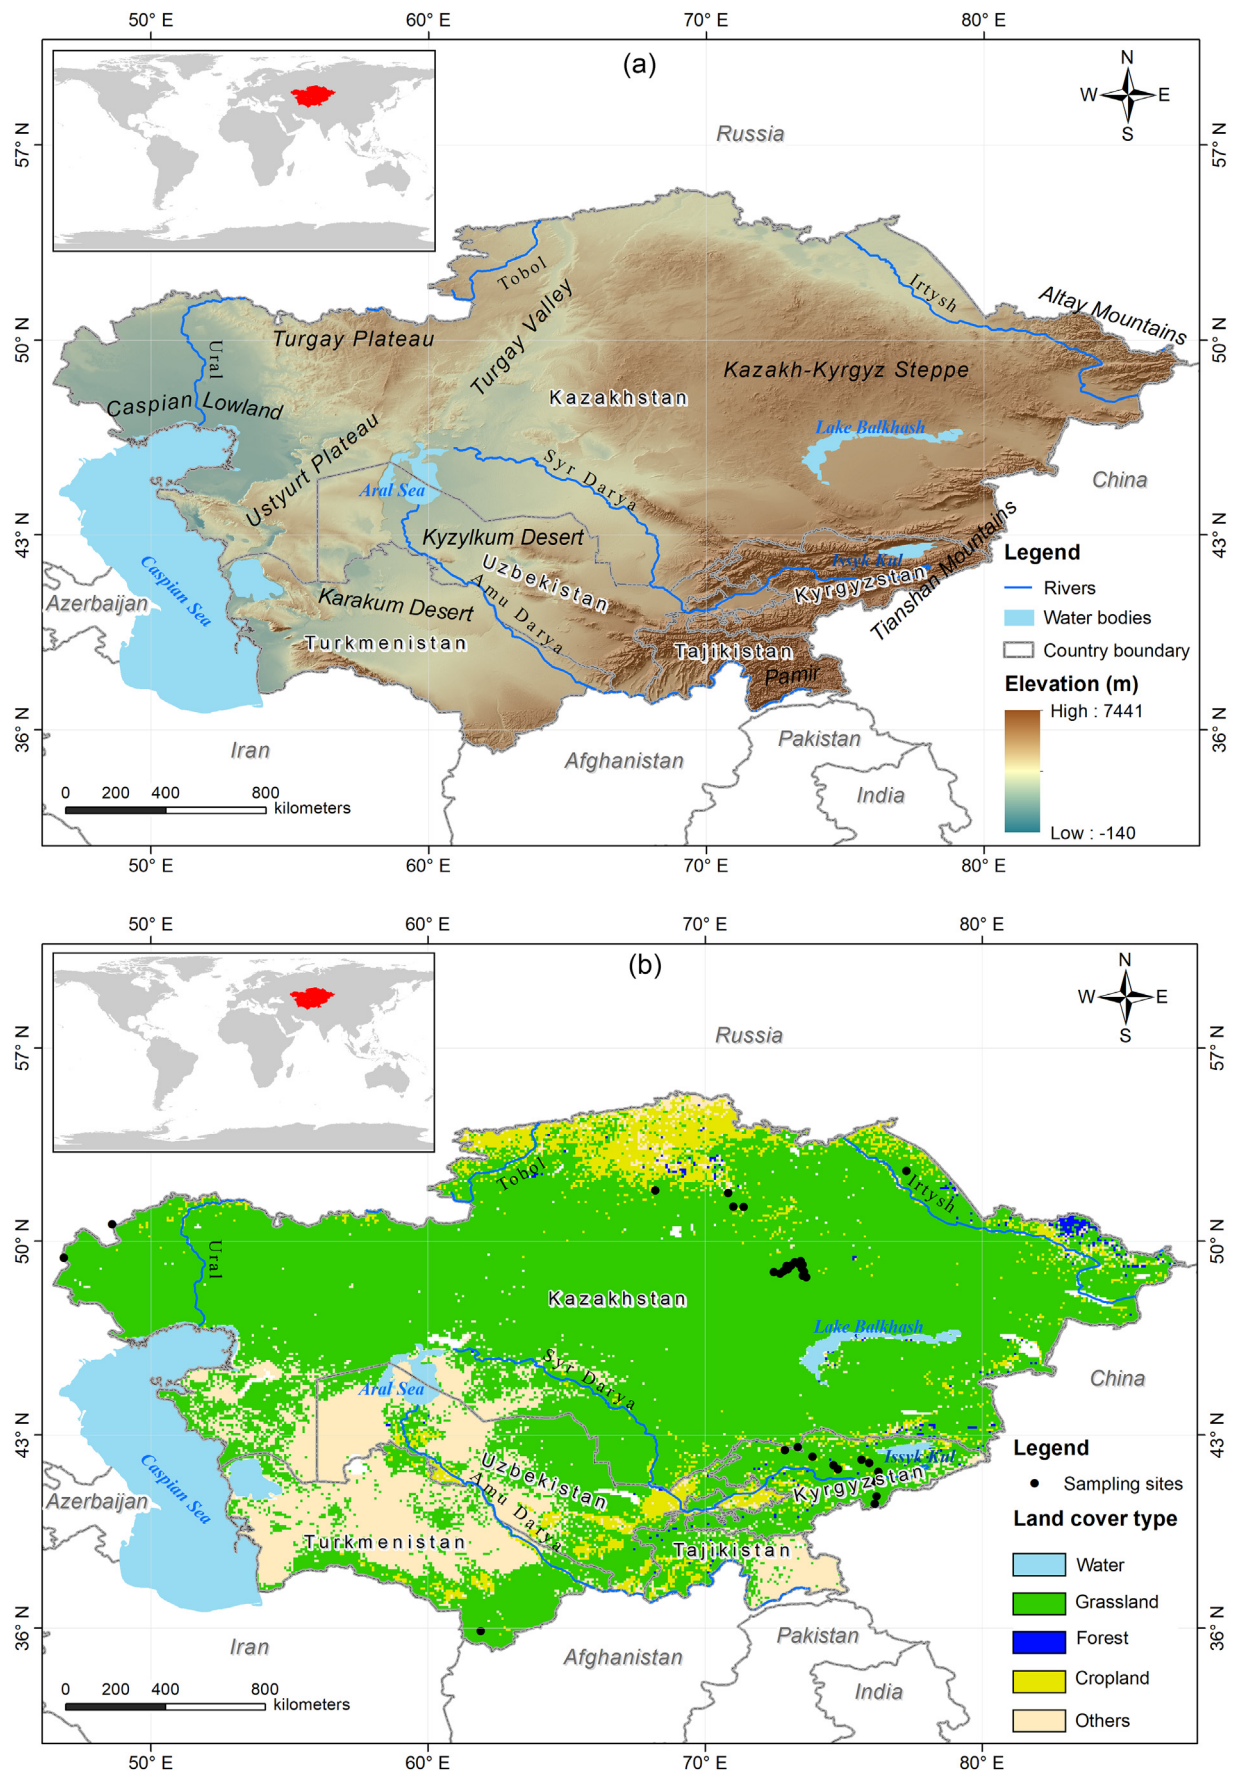 50° E 60° E 70° E 80° E
(a)
N
W E
S
Russia
57° N 57° N
Tobol
Irtysh
Altay Mountains
50° N 50° N
Turgay Plateau
Turgay Valley
Ural
Kazakh-Kyrgyz Steppe
Kazakhstan
Caspian Lowland
Lake Balkhash
Ustyurt Plateau
Syr Darya
China
Aral Sea
43° N 43° N
Kyzylkum Desert
Issyk Kul
Tianshan Mountains
Uzbekistan
Kyrgyzstan
Caspian Sea
Azerbaijan
Karakum Desert
Amu Darya
Turkmenistan
Tajikistan
Pamir
Legend
Rivers
Water bodies
Country boundary
Elevation (m)
High : 7441
Low : -140
36° N 36° N
Iran
Afghanistan
Pakistan
India
0 200 400 800
kilometers
50° E 60° E 70° E 80° E
50° E 60° E 70° E 80° E
(b)
N
W E
S
Russia
57° N 57° N
Tobol
Irtysh
50° N 50° N
Ural
Kazakhstan
Lake Balkhash
Syr Darya
China
Aral Sea
43° N 43° N
Issyk Kul
Uzbekistan
Kyrgyzstan
Caspian Sea
Azerbaijan
Amu Darya
Turkmenistan
Tajikistan
Legend
Sampling sites
Land cover type
Water
Grassland
Forest
Cropland
Others
36° N 36° N
Iran
Afghanistan
Pakistan
India
0 200 400 800
kilometers
50° E 60° E 70° E 80° E